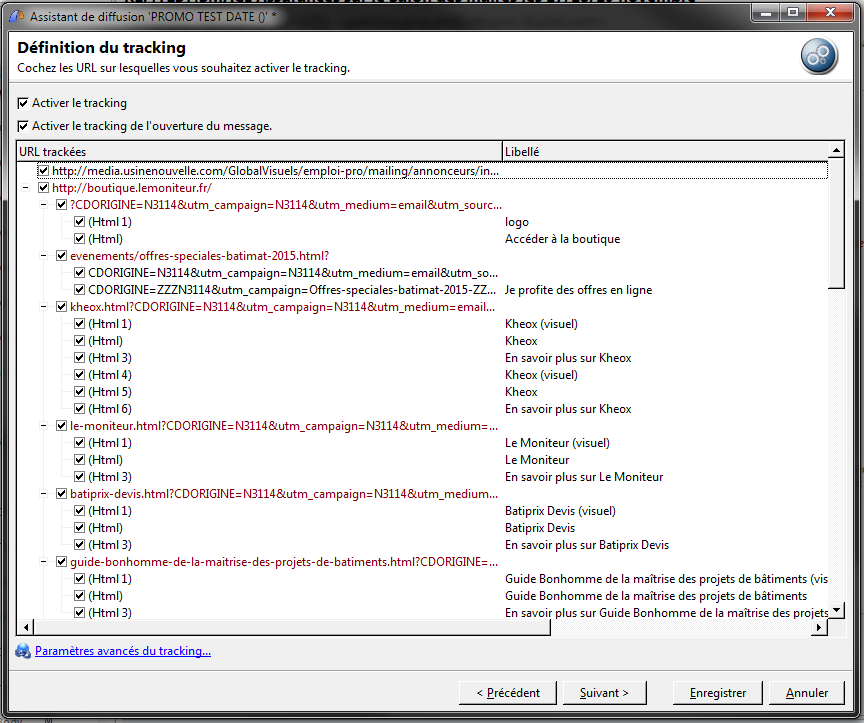 Assistant de diffusion 'PROMO TEST DATE ()' *
Définition du tracking
Cochez les URL sur lesquelles vous souhaitez activer le tracking.
Activer le tracking
Activer le tracking de l'ouverture du message.
URL trackées Libellé
http://media.usinenouvelle.com/GlobalVisuels/emploi-pro/mailing/annonceurs/in...
http://boutique.lemoniteur.fr/
?CDORIGINE=N3114&utm_campaign=N3114&utm_medium=email&utm_sourc...
(Html 1) logo
(Html) Accéder à la boutique
evenements/offres-speciales-batimat-2015.html?
CDORIGINE=N3114&utm_campaign=N3114&utm_medium=email&utm_so...
CDORIGINE=ZZZN3114&utm_campaign=Offres-speciales-batimat-2015-ZZ... Je profite des offres en ligne
kheox.html?CDORIGINE=N3114&utm_campaign=N3114&utm_medium=email...
(Html 1) Kheox (visuel)
(Html) Kheox
(Html 3) En savoir plus sur Kheox
(Html 4) Kheox (visuel)
(Html 5) Kheox
(Html 6) En savoir plus sur Kheox
le-moniteur.html?CDORIGINE=N3114&utm_campaign=N3114&utm_medium=...
(Html 1) Le Moniteur (visuel)
(Html) Le Moniteur
(Html 3) En savoir plus sur Le Moniteur
batiprix-devis.html?CDORIGINE=N3114&utm_campaign=N3114&utm_medium...
(Html 1) Batiprix Devis (visuel)
(Html) Batiprix Devis
(Html 3) En savoir plus sur Batiprix Devis
guide-bonhomme-de-la-maitrise-des-projets-de-batiments.html?CDORIGINE=...
(Html 1) Guide Bonhomme de la maîtrise des projets de bâtiments (vis
(Html) Guide Bonhomme de la maîtrise des projets de bâtiments
(Html 3) En savoir plus sur Guide Bonhomme de la maîtrise des projets
Paramètres avancés du tracking...
< Précédent Suivant > Enregistrer Annuler